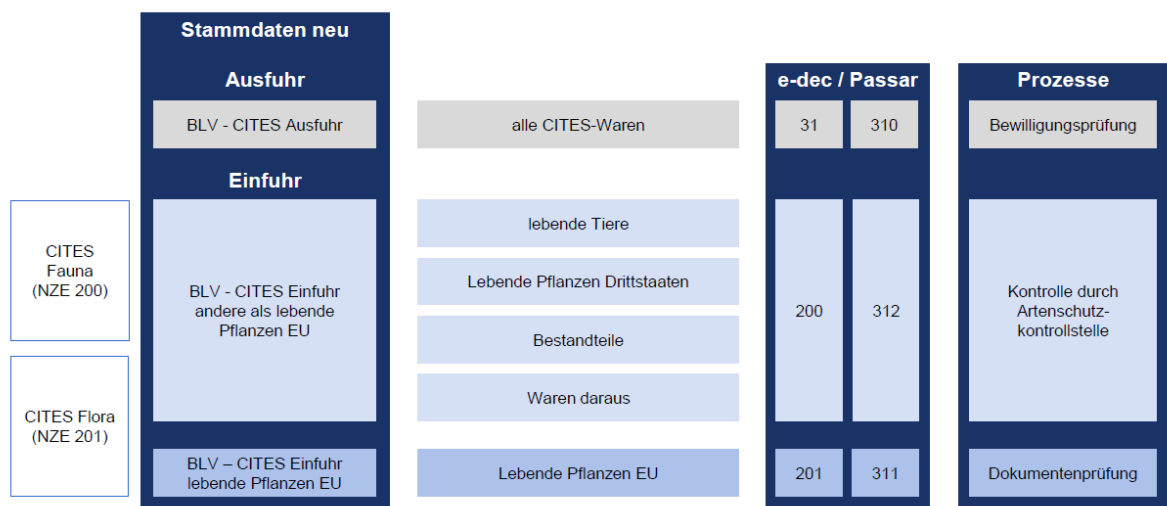 Stammdaten neu
Ausfuhr
e-dec / Passar
Prozesse
BLV - CITES Ausfuhr
alle CITES-Waren
31
310
Bewilligungsprüfung
Einfuhr
CITES
Fauna
(NZE 200)
CITES Flora
(NZE 201)
BLV - CITES Einfuhr
andere als lebende
Pflanzen EU
lebende Tiere
Lebende Pflanzen Drittstaaten
Bestandteile
Waren daraus
200
312
Kontrolle durch
Artenschutz-
kontrollstelle
BLV – CITES Einfuhr
lebende Pflanzen EU
Lebende Pflanzen EU
201
311
Dokumentenprüfung